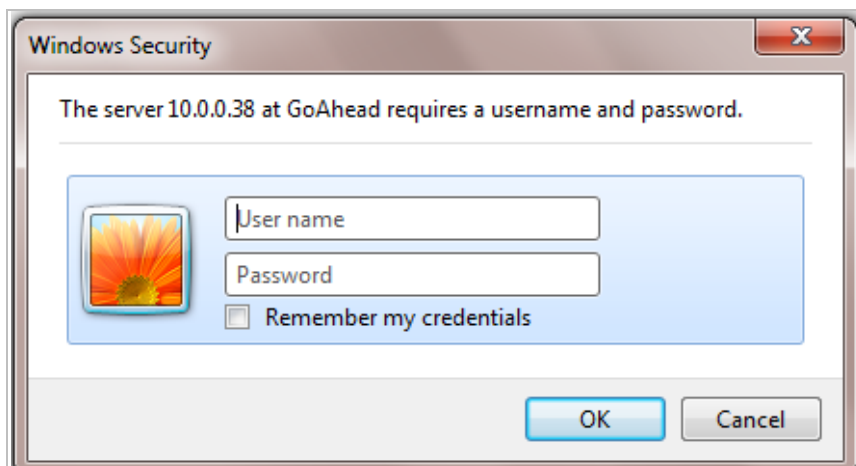 Windows Security
The server 10.0.0.38 at GoAhead requires a username and password.
User name
Password
Remember my credentials
OK
Cancel